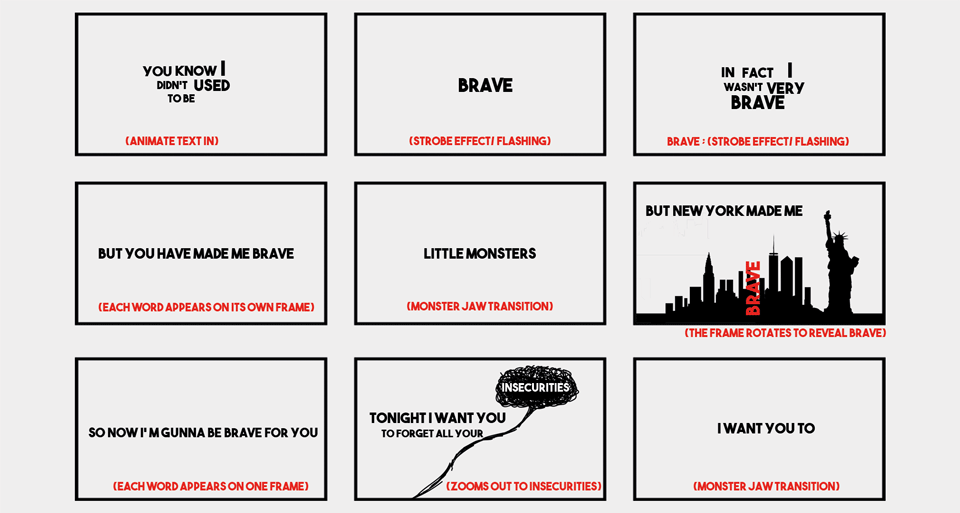 YOU KNOW I
DIDN'T USED
TO BE
(ANIMATE TEXT IN)
BRAVE
(STROBE EFFECT/ FLASHING)
IN FACT I
WASN'T VERY
BRAVE
BRAVE : (STROBE EFFECT/ FLASHING)
BUT YOU HAVE MADE ME BRAVE
(EACH WORD APPEARS ON ITS OWN FRAME)
LITTLE MONSTERS
(MONSTER JAW TRANSITION)
BUT NEW YORK MADE ME
BRAVE
(THE FRAME ROTATES TO REVEAL BRAVE)
SO NOW I'M GUNNA BE BRAVE FOR YOU
(EACH WORD APPEARS ON ONE FRAME)
INSECURITIES
TONIGHT I WANT YOU
TO FORGET ALL YOUR
(ZOOMS OUT TO INSECURITIES)
I WANT YOU TO
(MONSTER JAW TRANSITION)